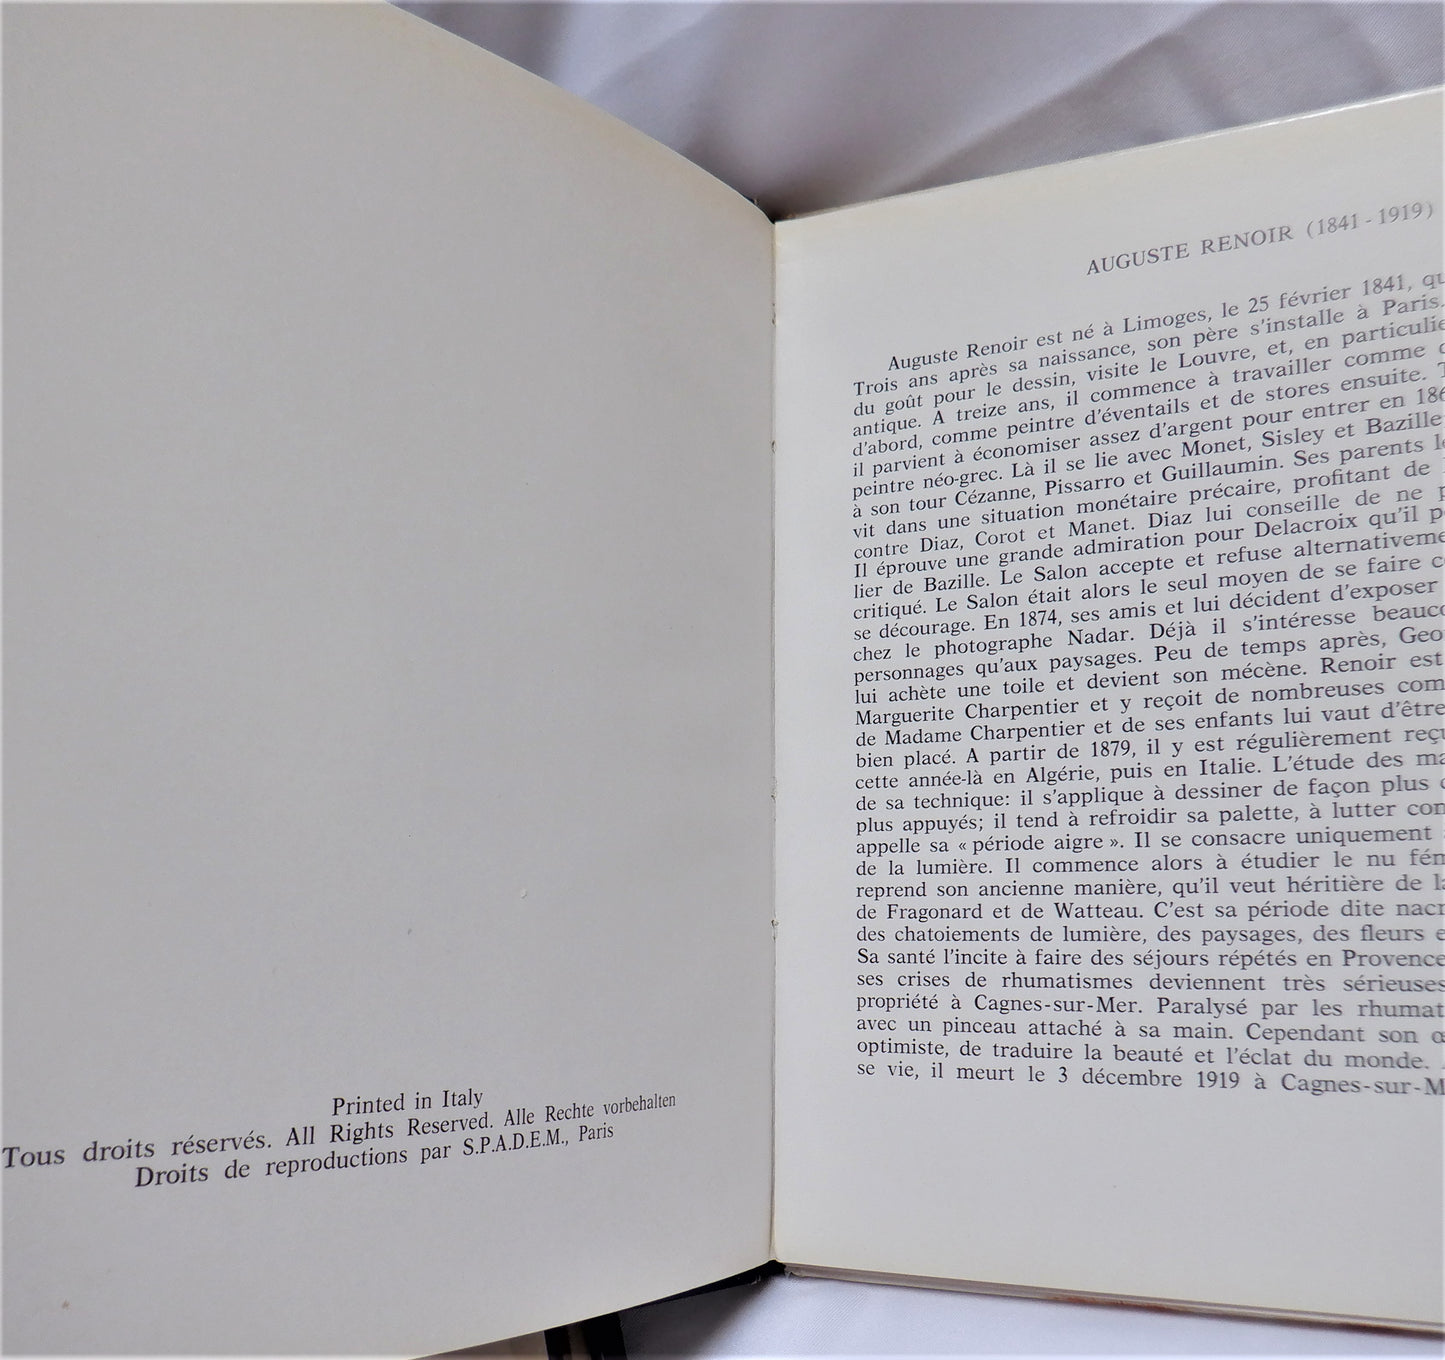 Printed in Italy
Tous droits réservés. All Rights Reserved. Alle Rechte vorbehalten
Droits de reproductions par S.P.A.D.E.M., Paris
AUGUSTE RENOIR (1841 - 1919)
Auguste Renoir est né à Limoges, le 25 février 1841,
Trois ans après sa naissance, son père s'installe à Paris.
du goût pour le dessin, visite le Louvre, et, en
antique. A treize ans, il commence à travailler comme
d'abord, comme peintre d'éventails et de stores ensuite.
il parvient à économiser assez d'argent pour entrer en
peintre néo-grec. Là il se lie avec Monet, Sisley et Bazille
à son tour Cézanne, Pissarro et Guillaumin. Ses parents
vit dans une situation monétaire précaire, profitant de
contre Diaz, Corot et Manet. Diaz lui conseille de ne
Il éprouve une grande admiration pour Delacroix qu'il
lier de Bazille. Le Salon accepte et refuse
critiqué. Le Salon était alors le seul moyen de se faire
se décourage. En 1874, ses amis et lui décident d'exposer
chez le photographe Nadar. Déjà il s'intéresse
personnages qu'aux paysages. Peu de temps après,
lui achète une toile et devient son mécène. Renoir est
Marguerite Charpentier et y reçoit de nombreuses
de Madame Charpentier et de ses enfants lui vaut
bien placé. A partir de 1879, il y est régulièrement
cette année-là en Algérie, puis en Italie. L'étude des
de sa technique: il s'applique à dessiner de façon plus
plus appuyés; il tend à refroidir sa palette, à lutter
appelle sa « période aigre ». Il se consacre uniquement
de la lumière. Il commence alors à étudier le nu
reprend son ancienne manière, qu'il veut héritière de
de Fragonard et de Watteau. C'est sa période dite
des chatoiements de lumière, des paysages, des fleurs
Sa santé l'incite à faire des séjours répétés en Provence
ses crises de rhumatismes deviennent très sérieuses
propriété à Cagnes-sur-Mer. Paralysé par les
avec un pinceau attaché à sa main. Cependant son
optimiste, de traduire la beauté et l'éclat du monde.
se vie, il meurt le 3 décembre 1919 à